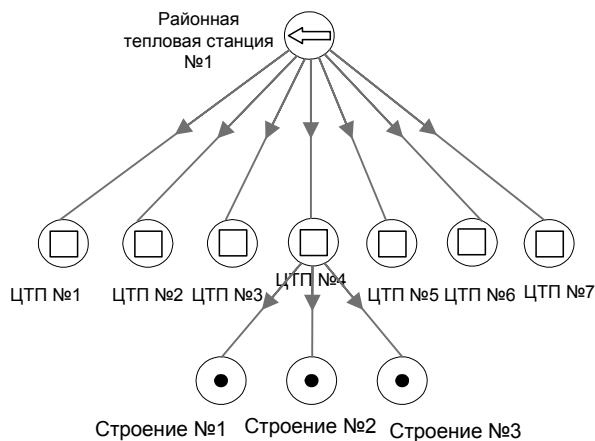 Районная
тепловая станция
№1
ЦТП №1
ЦТП №2
ЦТП №3
ЦТП №4
ЦТП №5
ЦТП №6
ЦТП №7
Строение №1
Строение №2
Строение №3